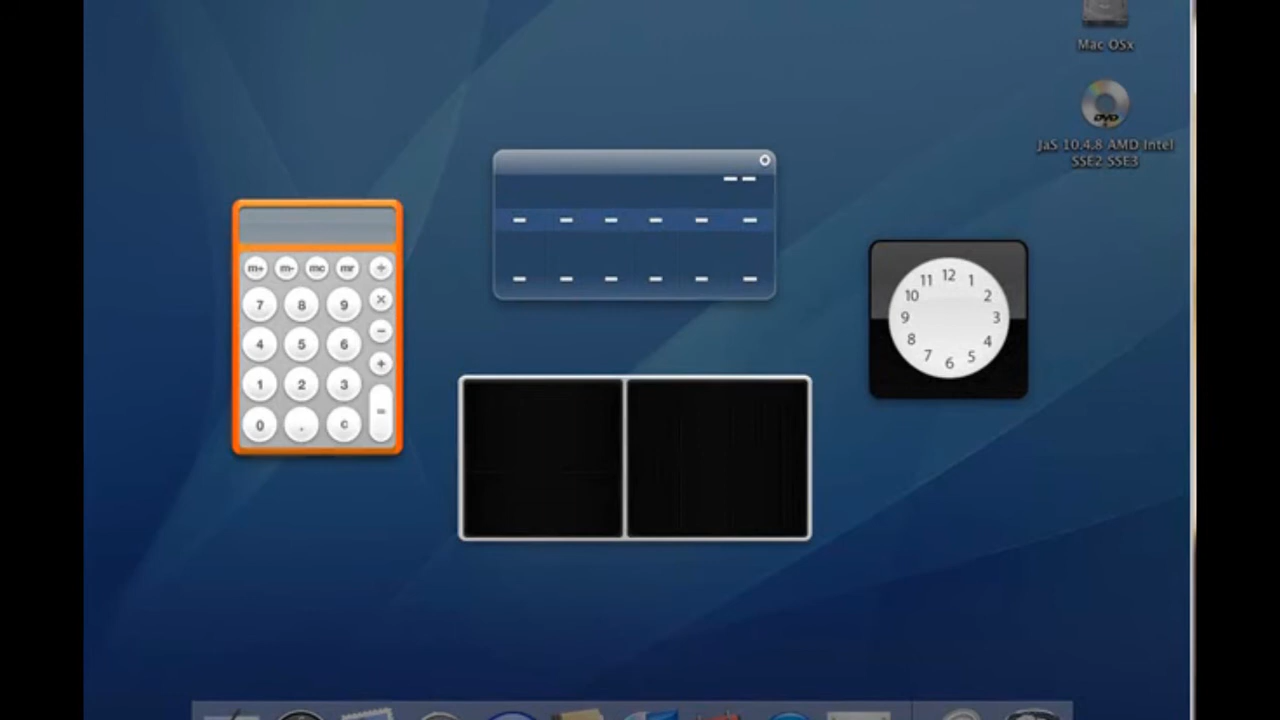 Mac OSx
DVD
JaS 10.4.8 AMD Intel
SSE2 SSE3
m+ m- mc mr ÷
7 8 9 ×
4 5 6 −
1 2 3 +
0 . c =
12
11 1
10 2
9 3
8 4
7 5
6